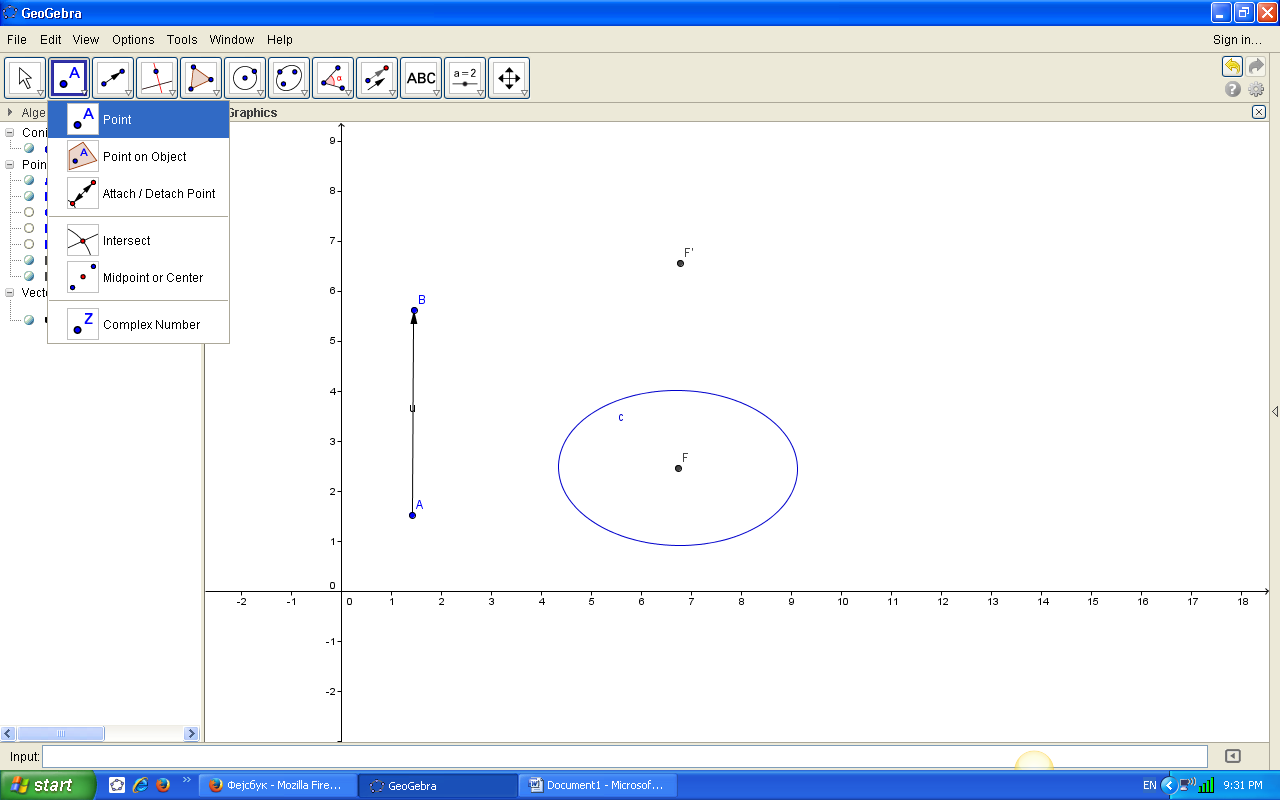 GeoGebra
File Edit View Options Tools Window Help
Sign in...
A
α
ABC
a=2
Alge
Graphics
A Point
Coni
A Point on Object
Poin
Attach / Detach Point
Intersect
Midpoint or Center
Vecto
Z Complex Number
9
8
7
6
5
4
3
2
1
0
-1
-2
F'
B
u
c
F
A
-2 -1 0 1 2 3 4 5 6 7 8 9 10 11 12 13 14 15 16 17 18
Input:
start
Фејсбук - Mozilla Fire...
GeoGebra
Document1 - Microsof...
EN
9:31 PM